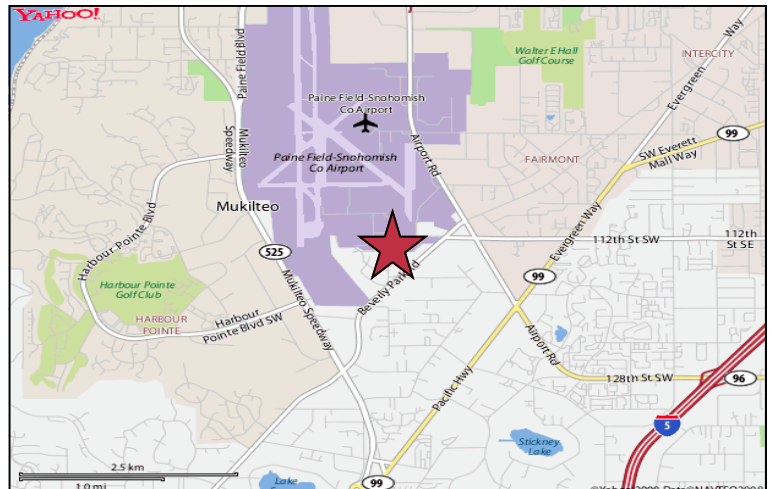 YAHOO!
Paine Field Blvd
Walter E Hall
Golf Course
INTERCITY
Evergreen Way
Paine Field-Snohomish
Co Airport
99
SW Everett
Mall Way
Mukilteo
Speedway
Airport Rd
Paine Field-Snohomish
Co Airport
FAIRMONT
Mukilteo
Harbour Pointe Blvd
Evergreen Way
112th St SW
112th
St SE
525
Beverly Park Rd
99
Harbour Pointe
Golf Club
Mukilteo Speedway
HARBOUR
POINTE
Harbour
Pointe Blvd SW
Airport Rd
128th St SW
96
Pacific Hwy
5
Stickney
Lake
2.5 km
Lake
99
1.0 mi